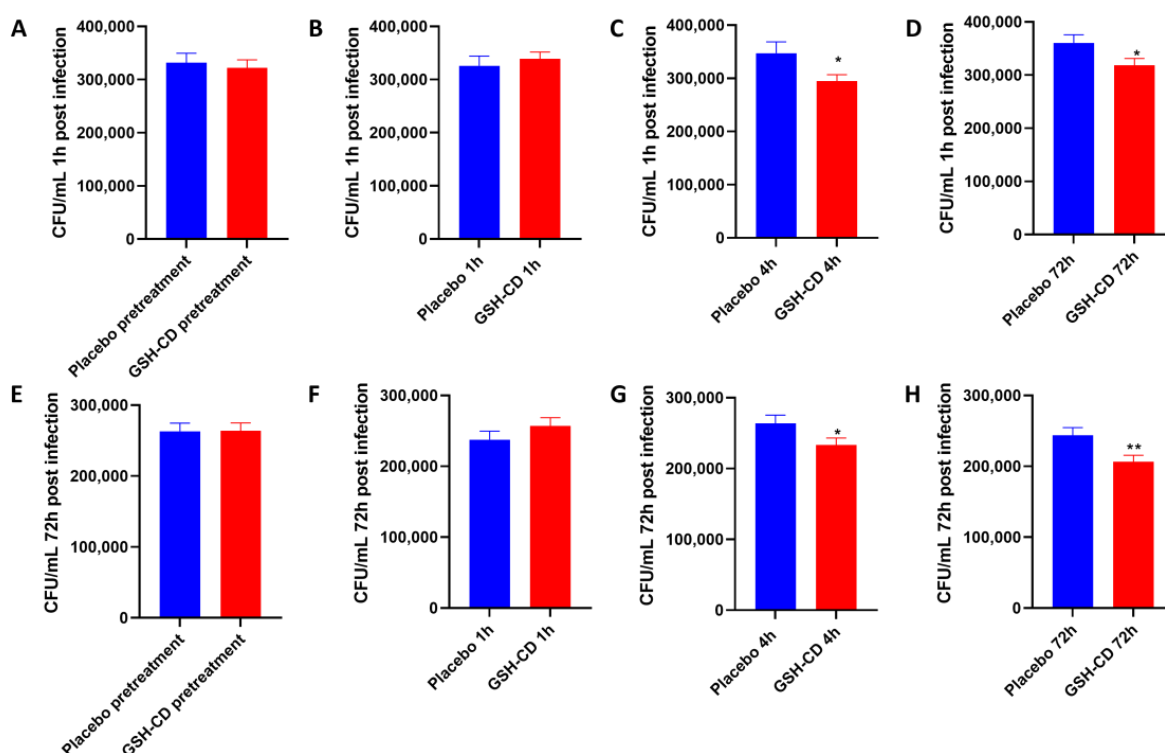 A
CFU/mL 1h post infection
400,000
300,000
200,000
100,000
0
Placebo pretreatment
GSH-CD pretreatment
B
CFU/mL 1h post infection
400,000
300,000
200,000
100,000
0
Placebo 1h
GSH-CD 1h
C
CFU/mL 1h post infection
400,000
300,000
200,000
100,000
0
*
Placebo 4h
GSH-CD 4h
D
CFU/mL 1h post infection
400,000
300,000
200,000
100,000
0
*
Placebo 72h
GSH-CD 72h
E
CFU/mL 72h post infection
300,000
200,000
100,000
0
Placebo pretreatment
GSH-CD pretreatment
F
CFU/mL 72h post infection
300,000
200,000
100,000
0
Placebo 1h
GSH-CD 1h
G
CFU/mL 72h post infection
300,000
200,000
100,000
0
*
Placebo 4h
GSH-CD 4h
H
CFU/mL 72h post infection
300,000
200,000
100,000
0
**
Placebo 72h
GSH-CD 72h